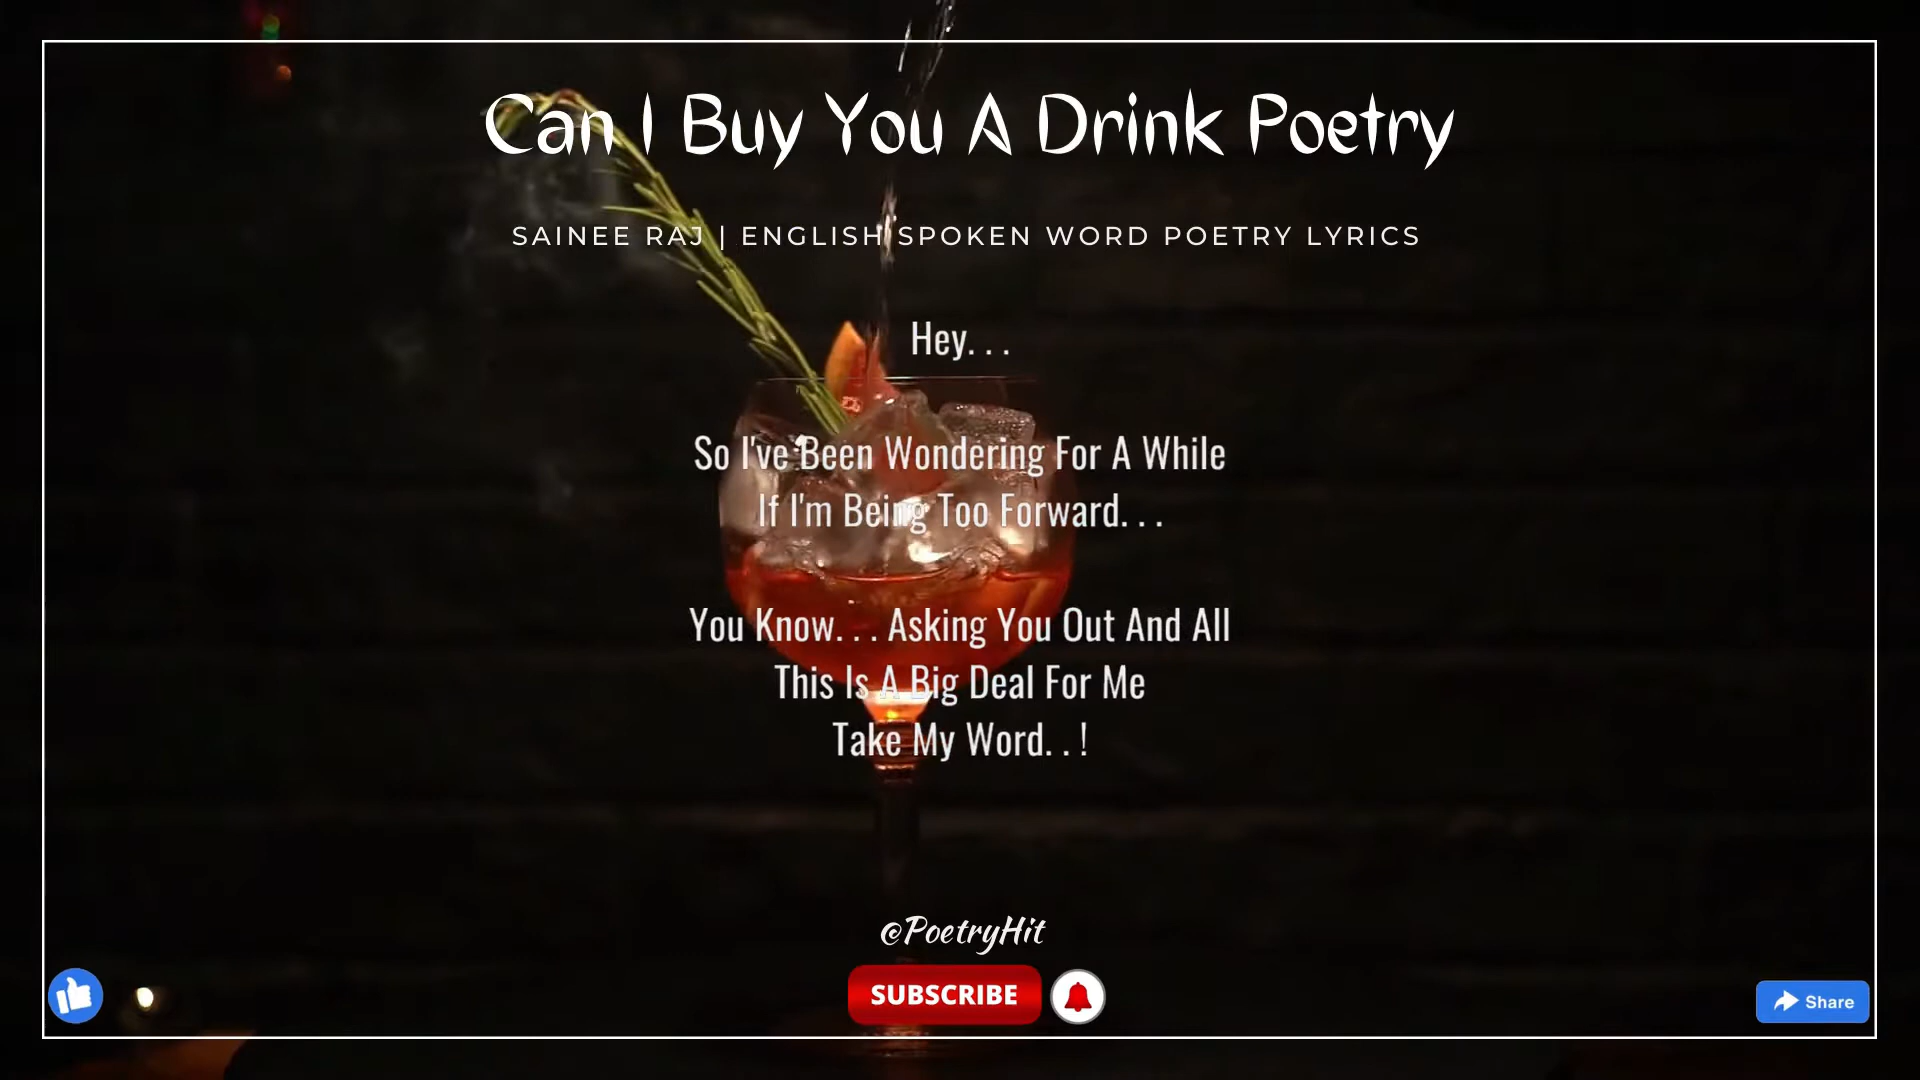 Can I Buy You A Drink Poetry
SAINEE RAJ | ENGLISH SPOKEN WORD POETRY LYRICS
Hey. . .
So I've Been Wondering For A While
If I'm Being Too Forward. . .
You Know. . . Asking You Out And All
This Is A Big Deal For Me
Take My Word. . !
@PoetryHit
SUBSCRIBE
Share